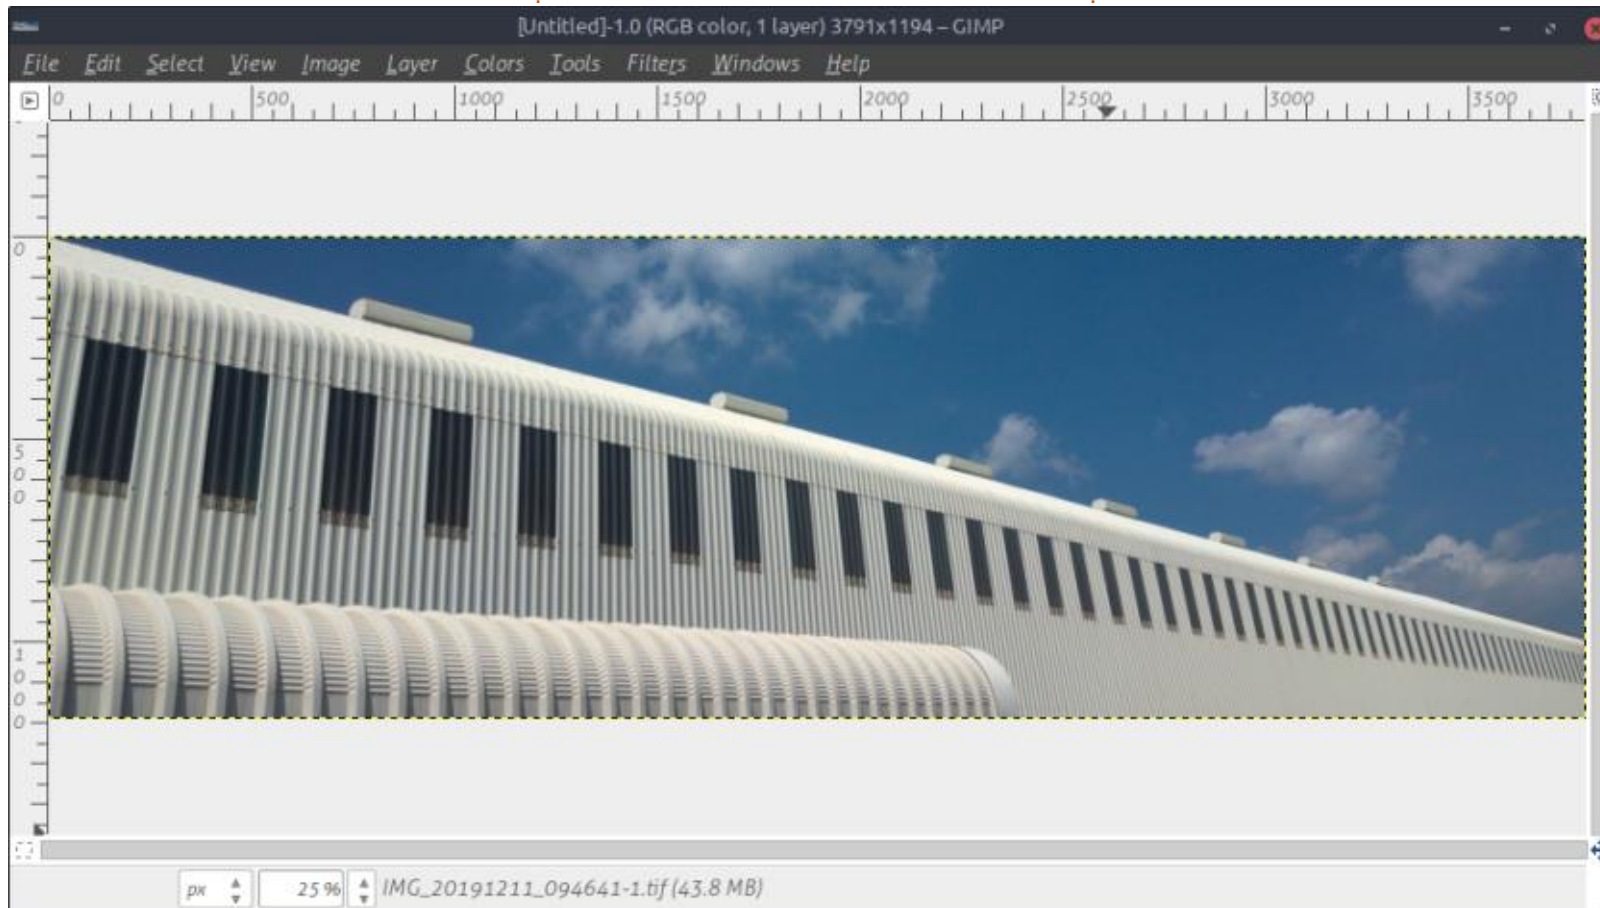 [Untitled]-1.0 (RGB color, 1 layer) 3791x1194 – GIMP
File Edit Select View Image Layer Colors Tools Filters Windows Help
0 500 1000 1500 2000 2500 3000 3500
0
5
0
0
1
0
0
0
px 25 % IMG_20191211_094641-1.tif (43.8 MB)